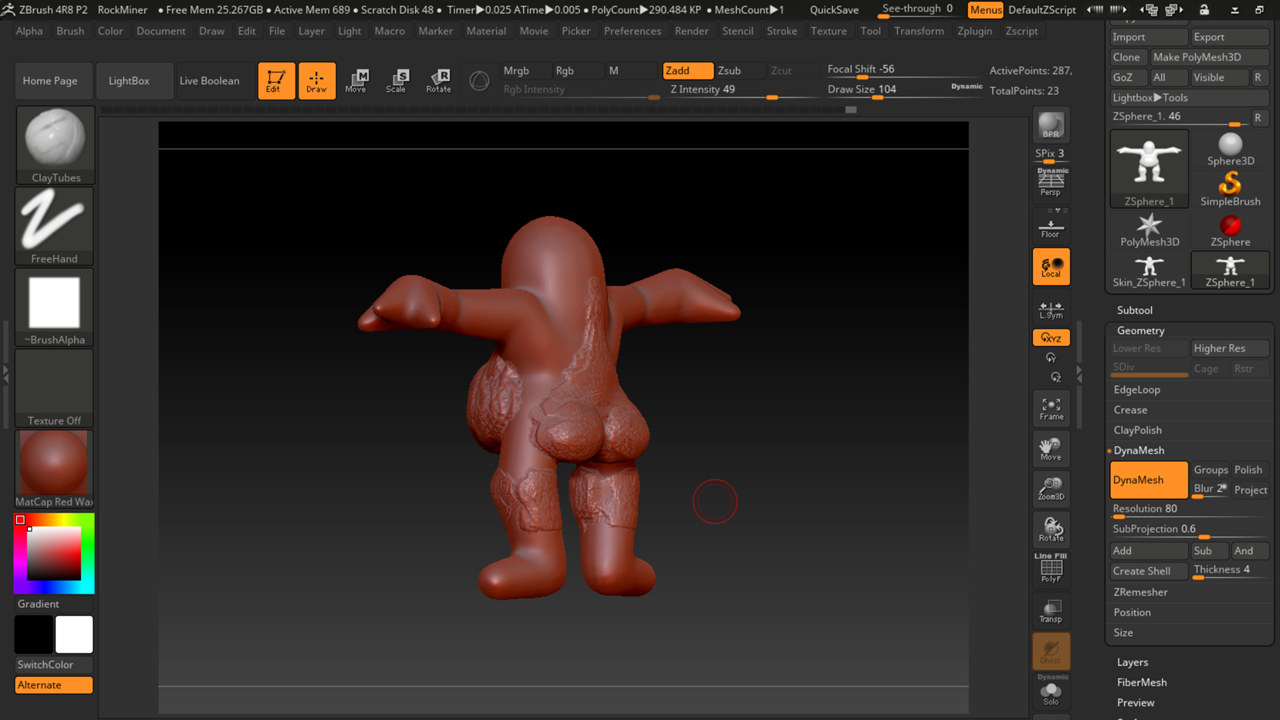 ZBrush 4R8 P2 RockMiner • Free Mem 25.267GB • Active Mem 689 • Scratch Disk 48 • Timer▶0.025 ATime▶0.005 • PolyCount▶290.484 KP • MeshCount▶1 QuickSave See-through 0 Menus DefaultZScript
Alpha Brush Color Document Draw Edit File Layer Light Macro Marker Material Movie Picker Preferences Render Stencil Stroke Texture Tool Transform Zplugin Zscript
Home Page LightBox Live Boolean Edit Draw Move Scale Rotate
Mrgb Rgb M Zadd Zsub Zcut Focal Shift -56 ActivePoints: 287,
Rgb Intensity Z Intensity 49 Draw Size 104 Dynamic TotalPoints: 23
ClayTubes
FreeHand
~BrushAlpha
Texture Off
MatCap Red Wax
Gradient
SwitchColor
Alternate
BPR
SPix 3
Dynamic
Persp
Floor
Local
L.Sym
XYZ
Y
Z
Frame
Move
Zoom3D
Rotate
Line Fill
PolyF
Transp
Ghost
Dynamic
Solo
Import Export
Clone Make PolyMesh3D
GoZ All Visible R
Lightbox▶Tools
ZSphere_1. 46 R
ZSphere_1 Sphere3D
SimpleBrush
PolyMesh3D ZSphere
Skin_ZSphere_1 ZSphere_1
Subtool
Geometry
Lower Res Higher Res
SDiv Cage Rstr
EdgeLoop
Crease
ClayPolish
DynaMesh
DynaMesh Groups Polish
Blur 2 Project
Resolution 80
SubProjection 0.6
Add Sub And
Create Shell Thickness 4
ZRemesher
Position
Size
Layers
FiberMesh
Preview